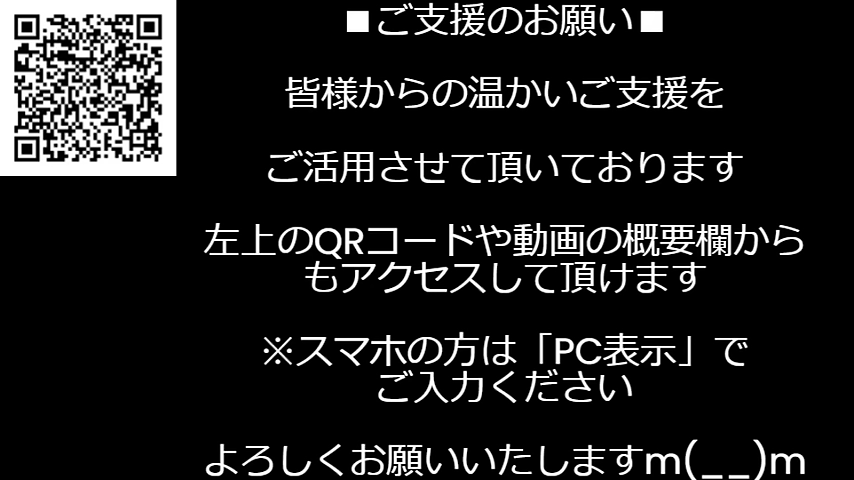 ■ご支援のお願い■
皆様からの温かいご支援を
ご活用させて頂いております
左上のQRコードや動画の概要欄から
もアクセスして頂けます
※スマホの方は「PC表示」で
ご入力ください
よろしくお願いいたしますm(__)m